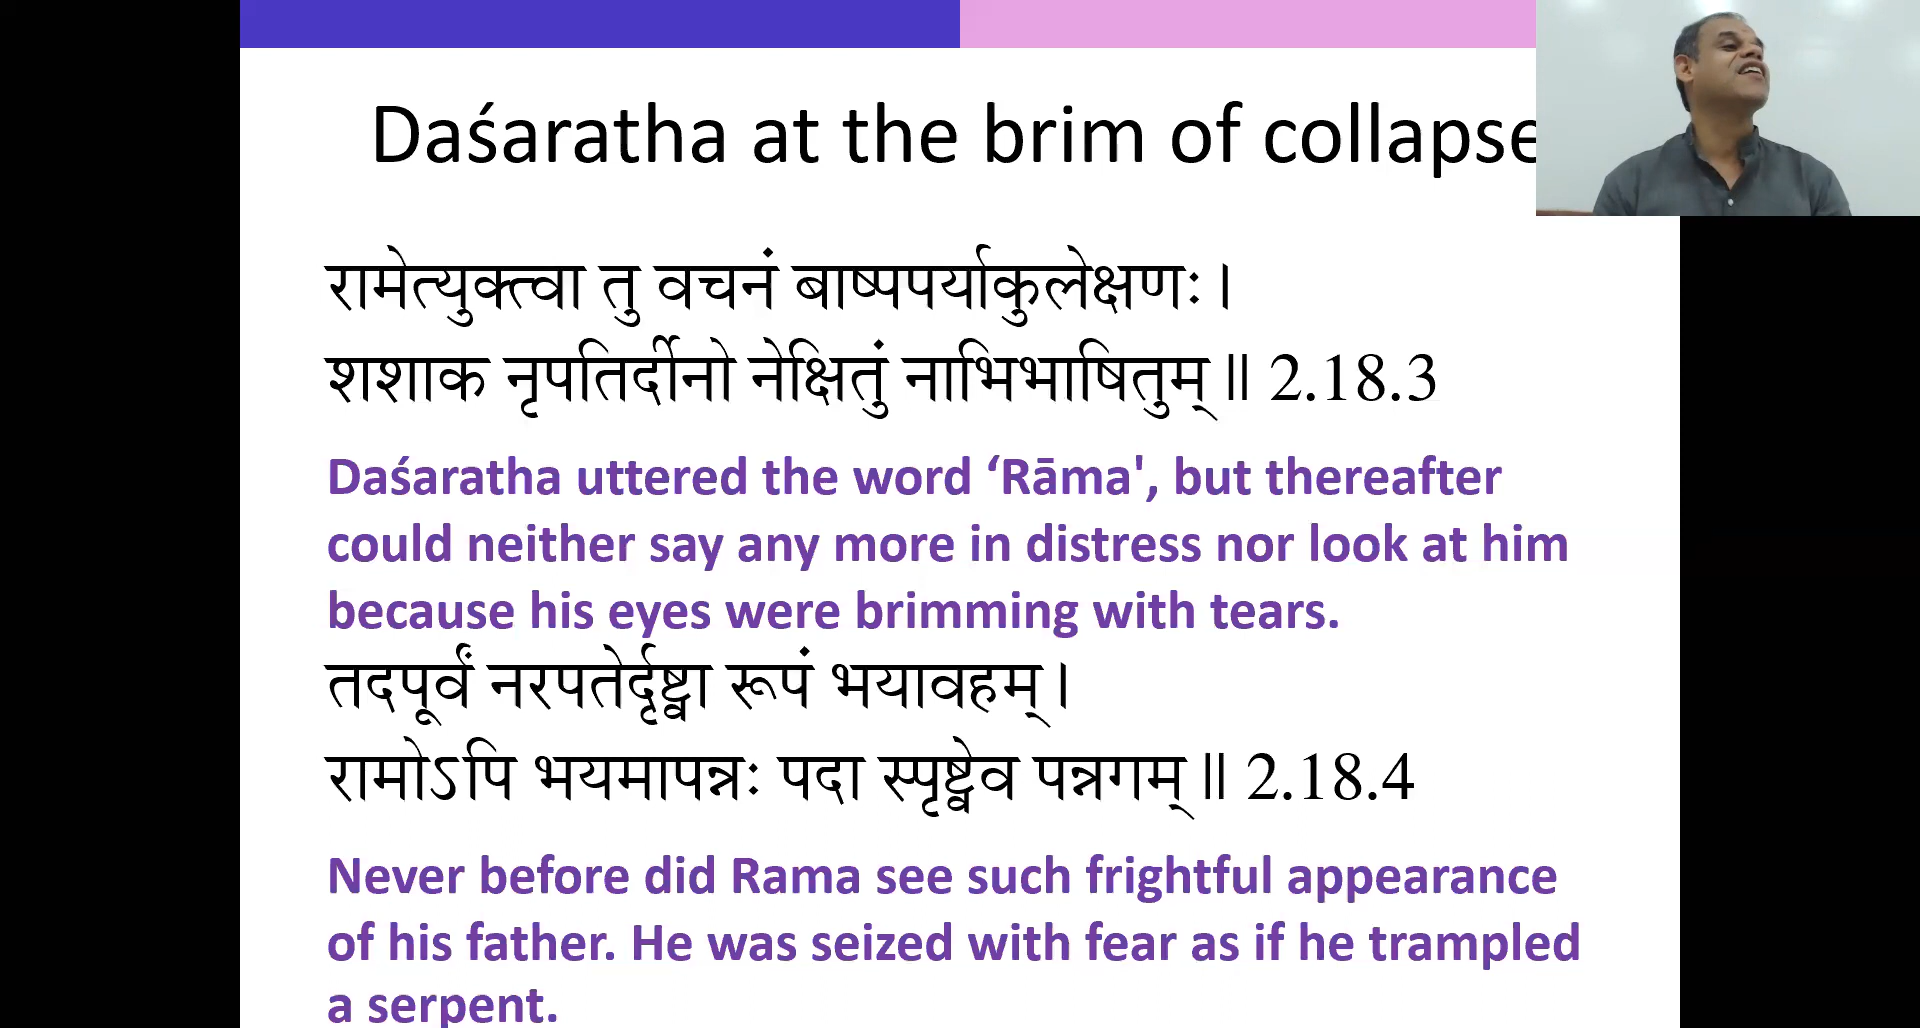 Daśaratha at the brim of collapse
रामेत्युक्त्वा तु वचनं बाष्पपर्याकुलेक्षणः ।
शशाक नृपतिर्दीनो नेक्षितुं नाभिभाषितुम् ॥ 2.18.3
Daśaratha uttered the word ‘Rāma', but thereafter
could neither say any more in distress nor look at him
because his eyes were brimming with tears.
तदपूर्वं नरपतेर्दृष्ट्वा रूपं भयावहम् ।
रामोऽपि भयमापन्नः पदा स्पृष्ट्वेव पन्नगम् ॥ 2.18.4
Never before did Rama see such frightful appearance
of his father. He was seized with fear as if he trampled
a serpent.